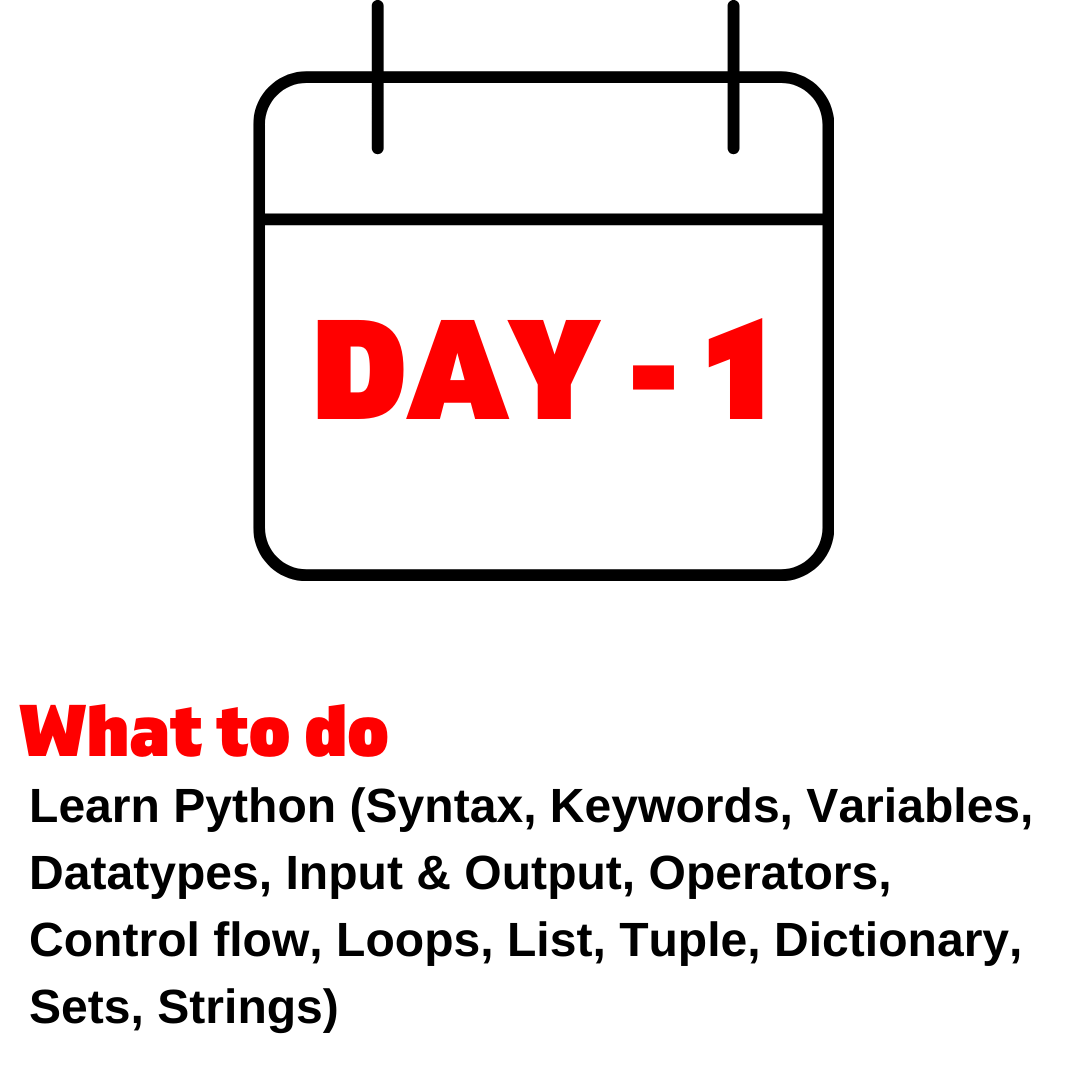 DAY - 1
What to do
Learn Python (Syntax, Keywords, Variables,
Datatypes, Input & Output, Operators,
Control flow, Loops, List, Tuple, Dictionary,
Sets, Strings)